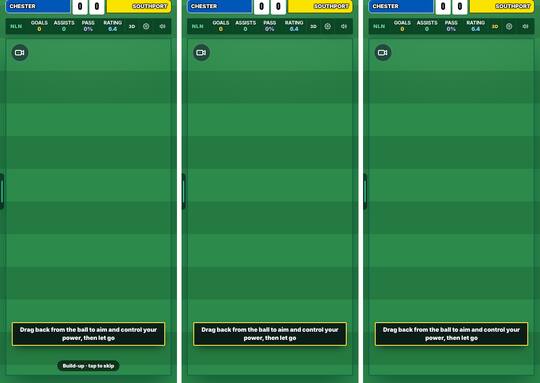 CHESTER 0 0 SOUTHPORT
NLN GOALS 0 ASSISTS 0 PASS 0% RATING 6.4 3D
Drag back from the ball to aim and control your
power, then let go
Build-up · tap to skip
CHESTER 0 0 SOUTHPORT
NLN GOALS 0 ASSISTS 0 PASS 0% RATING 6.4 3D
Drag back from the ball to aim and control your
power, then let go
CHESTER 0 0 SOUTHPORT
NLN GOALS 0 ASSISTS 0 PASS 0% RATING 6.4 3D
Drag back from the ball to aim and control your
power, then let go